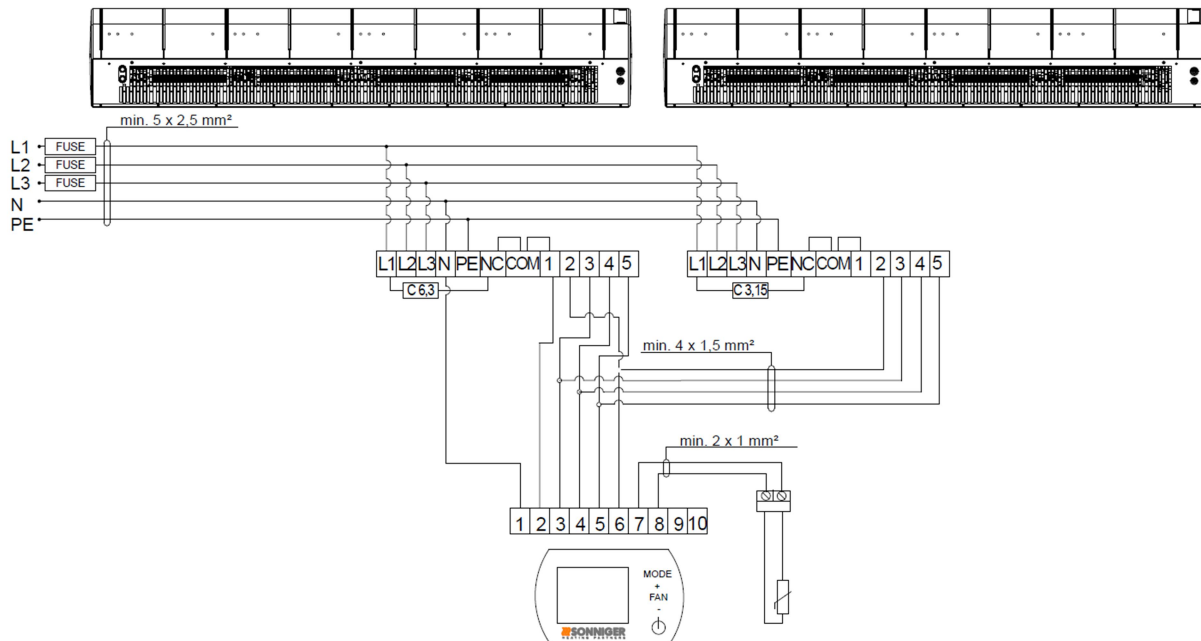 min. 5 x 2,5 mm²
L1 FUSE
L2 FUSE
L3 FUSE
N
PE
L1 L2 L3 N PE NC COM 1 2 3 4 5
L1 L2 L3 N PE NC COM 1 2 3 4 5
C 6,3
C 3,15
min. 4 x 1,5 mm²
min. 2 x 1 mm²
1 2 3 4 5 6 7 8 9 10
MODE
+
FAN
-
SONNIGER
HEATING PARTNERS